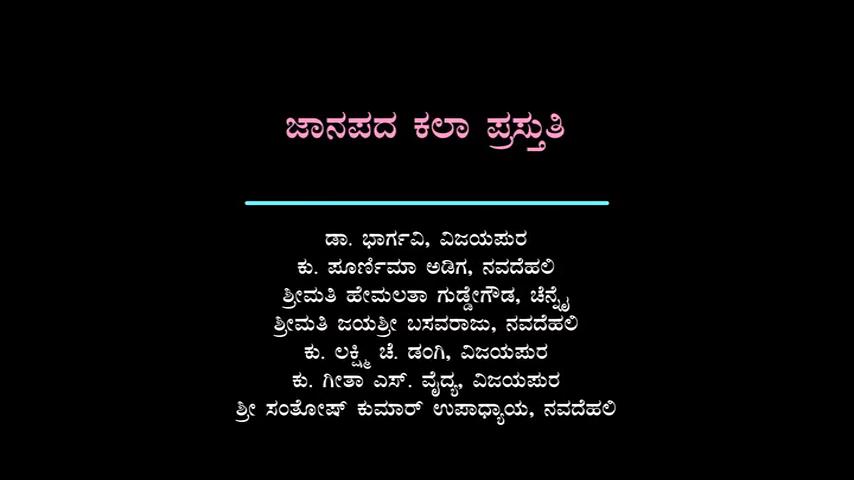 ಜಾನಪದ ಕಲಾ ಪ್ರಸ್ತುತಿ
ಡಾ. ಭಾರ್ಗವಿ, ವಿಜಯಪುರ
ಕು. ಪೂರ್ಣಿಮಾ ಅಡಿಗ, ನವದೆಹಲಿ
ಶ್ರೀಮತಿ ಹೇಮಲತಾ ಗುಡ್ಡೇಗೌಡ, ಚೆನ್ನೈ
ಶ್ರೀಮತಿ ಜಯಶ್ರೀ ಬಸವರಾಜು, ನವದೆಹಲಿ
ಕು. ಲಕ್ಷ್ಮಿ ಚೆ. ಡಂಗಿ, ವಿಜಯಪುರ
ಕು. ಗೀತಾ ಎಸ್. ವೈದ್ಯ, ವಿಜಯಪುರ
ಶ್ರೀ ಸಂತೋಷ್ ಕುಮಾರ್ ಉಪಾಧ್ಯಾಯ, ನವದೆಹಲಿ